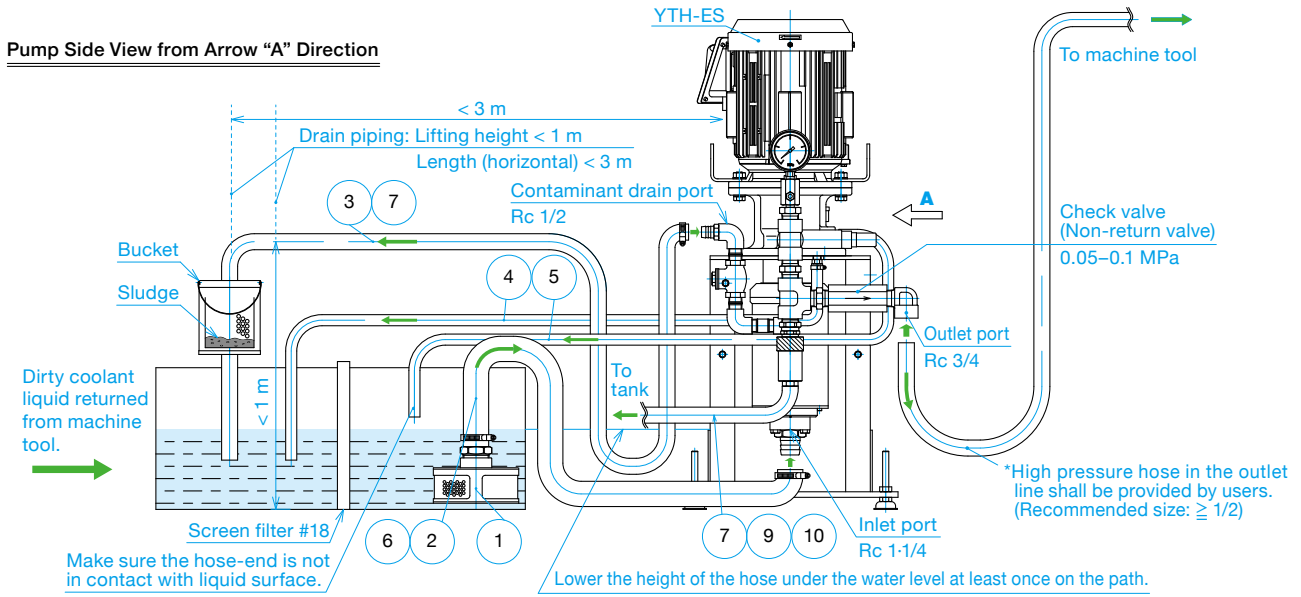 YTH-ES
Pump Side View from Arrow “A” Direction
To machine tool
< 3 m
Drain piping: Lifting height < 1 m
Length (horizontal) < 3 m
Contaminant drain port
Rc 1/2
3
7
A
Check valve
(Non-return valve)
0.05–0.1 MPa
Bucket
Sludge
4
5
Outlet port
Rc 3/4
To
tank
Dirty coolant
liquid returned
from machine
tool.
< 1 m
*High pressure hose in the outlet
line shall be provided by users.
(Recommended size: ≧ 1/2)
Screen filter #18
6
2
1
7
9
10
Inlet port
Rc 1·1/4
Make sure the hose-end is not
in contact with liquid surface.
Lower the height of the hose under the water level at least once on the path.